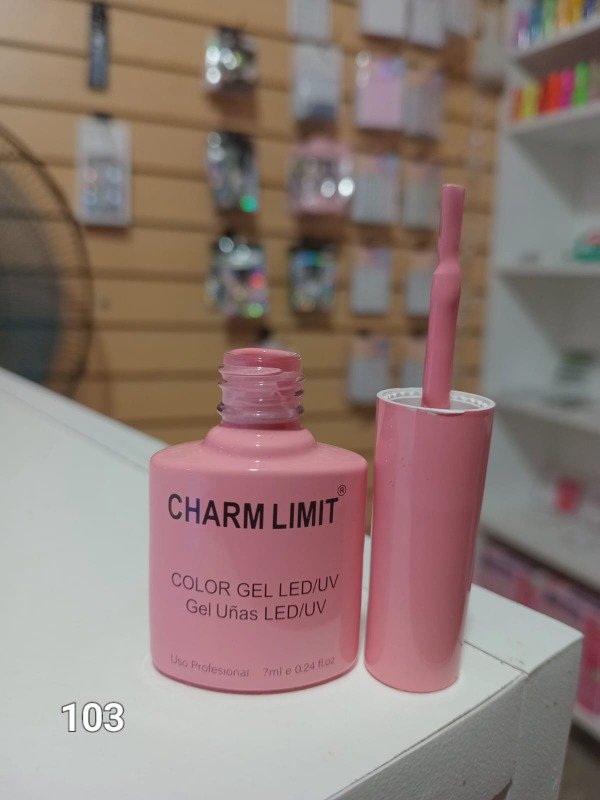 CHARM LIMIT®
COLOR GEL LED/UV
Gel Uñas LED/UV
Uso Profesional 7ml e 0.24 fl.oz
103